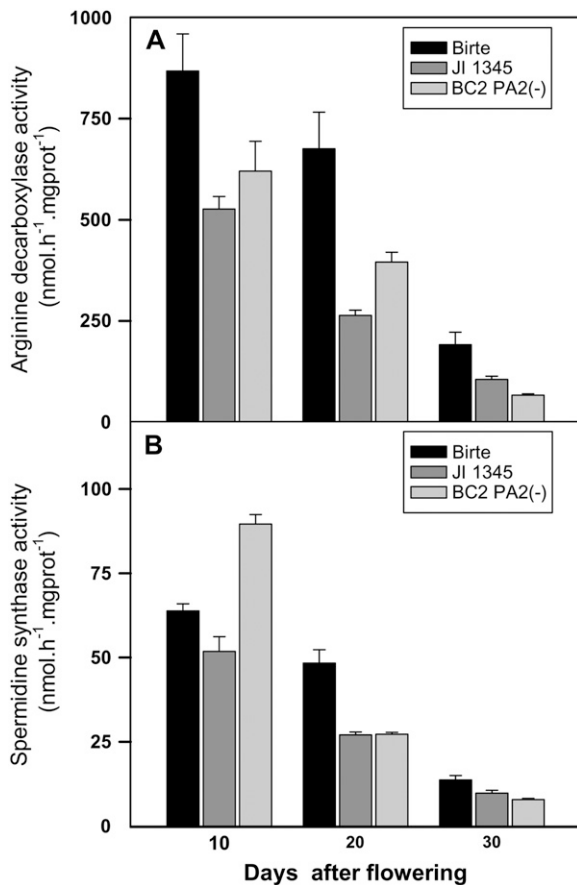 A
Birte
JI 1345
BC2 PA2(-)
1000
750
500
250
0
Arginine decarboxylase activity
(nmol.h⁻¹.mgprot⁻¹)
B
Birte
JI 1345
BC2 PA2(-)
100
75
50
25
0
Spermidine synthase activity
(nmol.h⁻¹.mgprot⁻¹)
10 20 30
Days after flowering